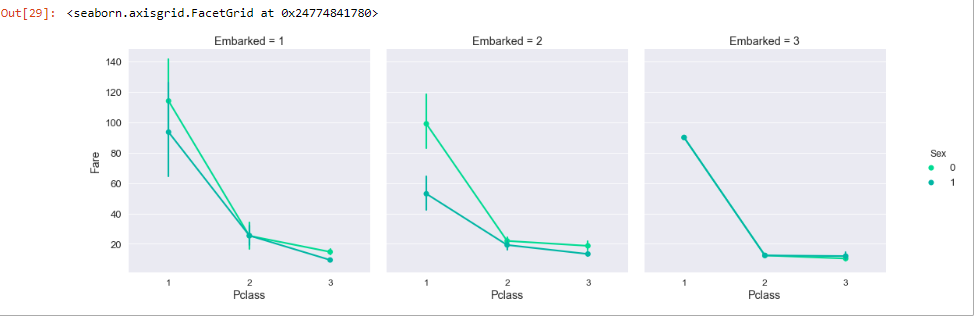 Out[29]: <seaborn.axisgrid.FacetGrid at 0x24774841780>
Embarked = 1
Embarked = 2
Embarked = 3
140
120
100
80
60
40
20
Fare
1 2 3
1 2 3
1 2 3
Pclass
Pclass
Pclass
Sex
0
1